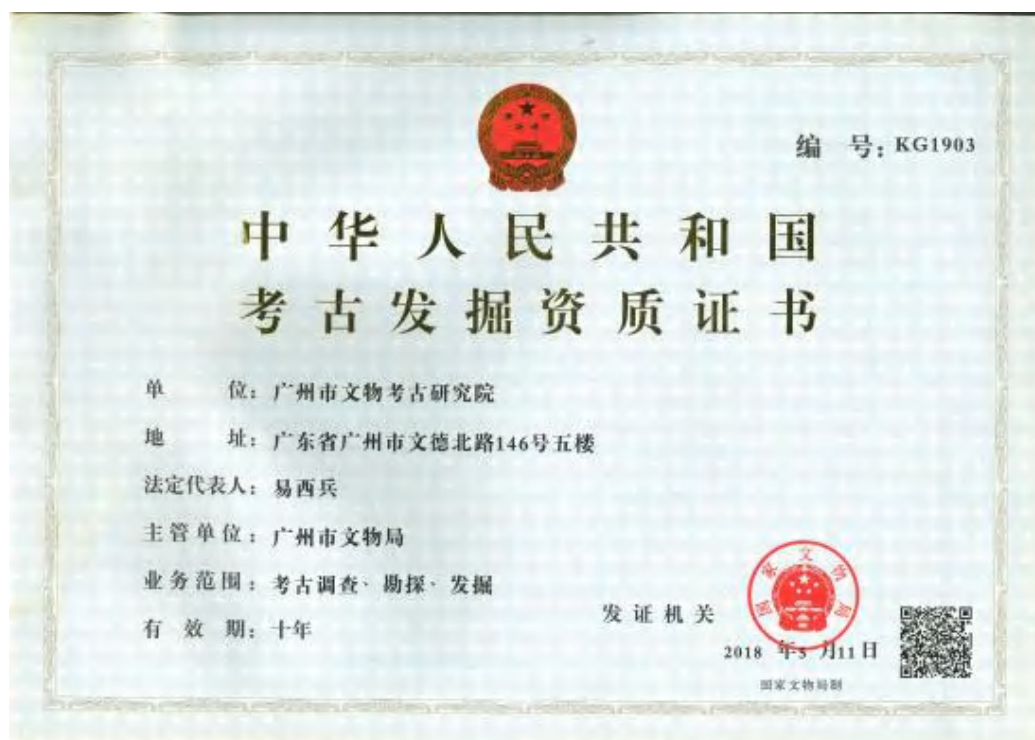 编 号: KG1903
中华人民共和国
考古发掘资质证书
单 位: 广州市文物考古研究院
地 址: 广东省广州市文德北路146号五楼
法定代表人: 易西兵
主管单位: 广州市文物局
业务范围: 考古调查、勘探、发掘
有 效 期: 十年
发证机关
国家文物局
2018 年5 月11日
国家文物局制